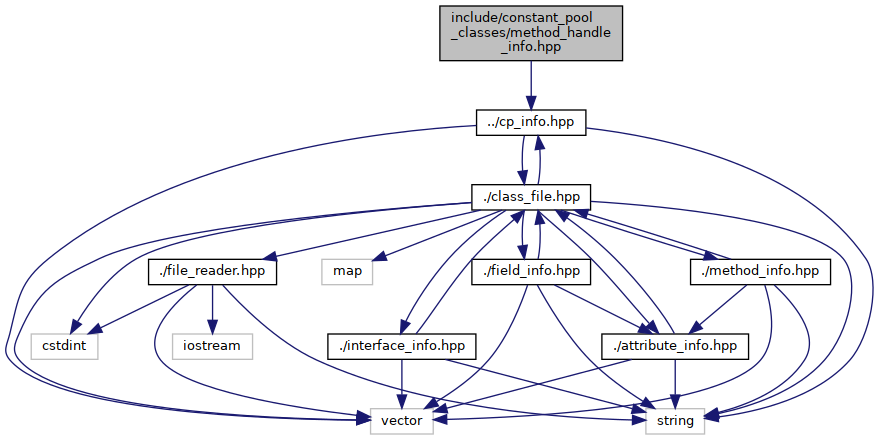 include/constant_pool
_classes/method_handle
_info.hpp
../cp_info.hpp
./class_file.hpp
./file_reader.hpp
map
./field_info.hpp
./method_info.hpp
cstdint
iostream
./interface_info.hpp
./attribute_info.hpp
vector
string